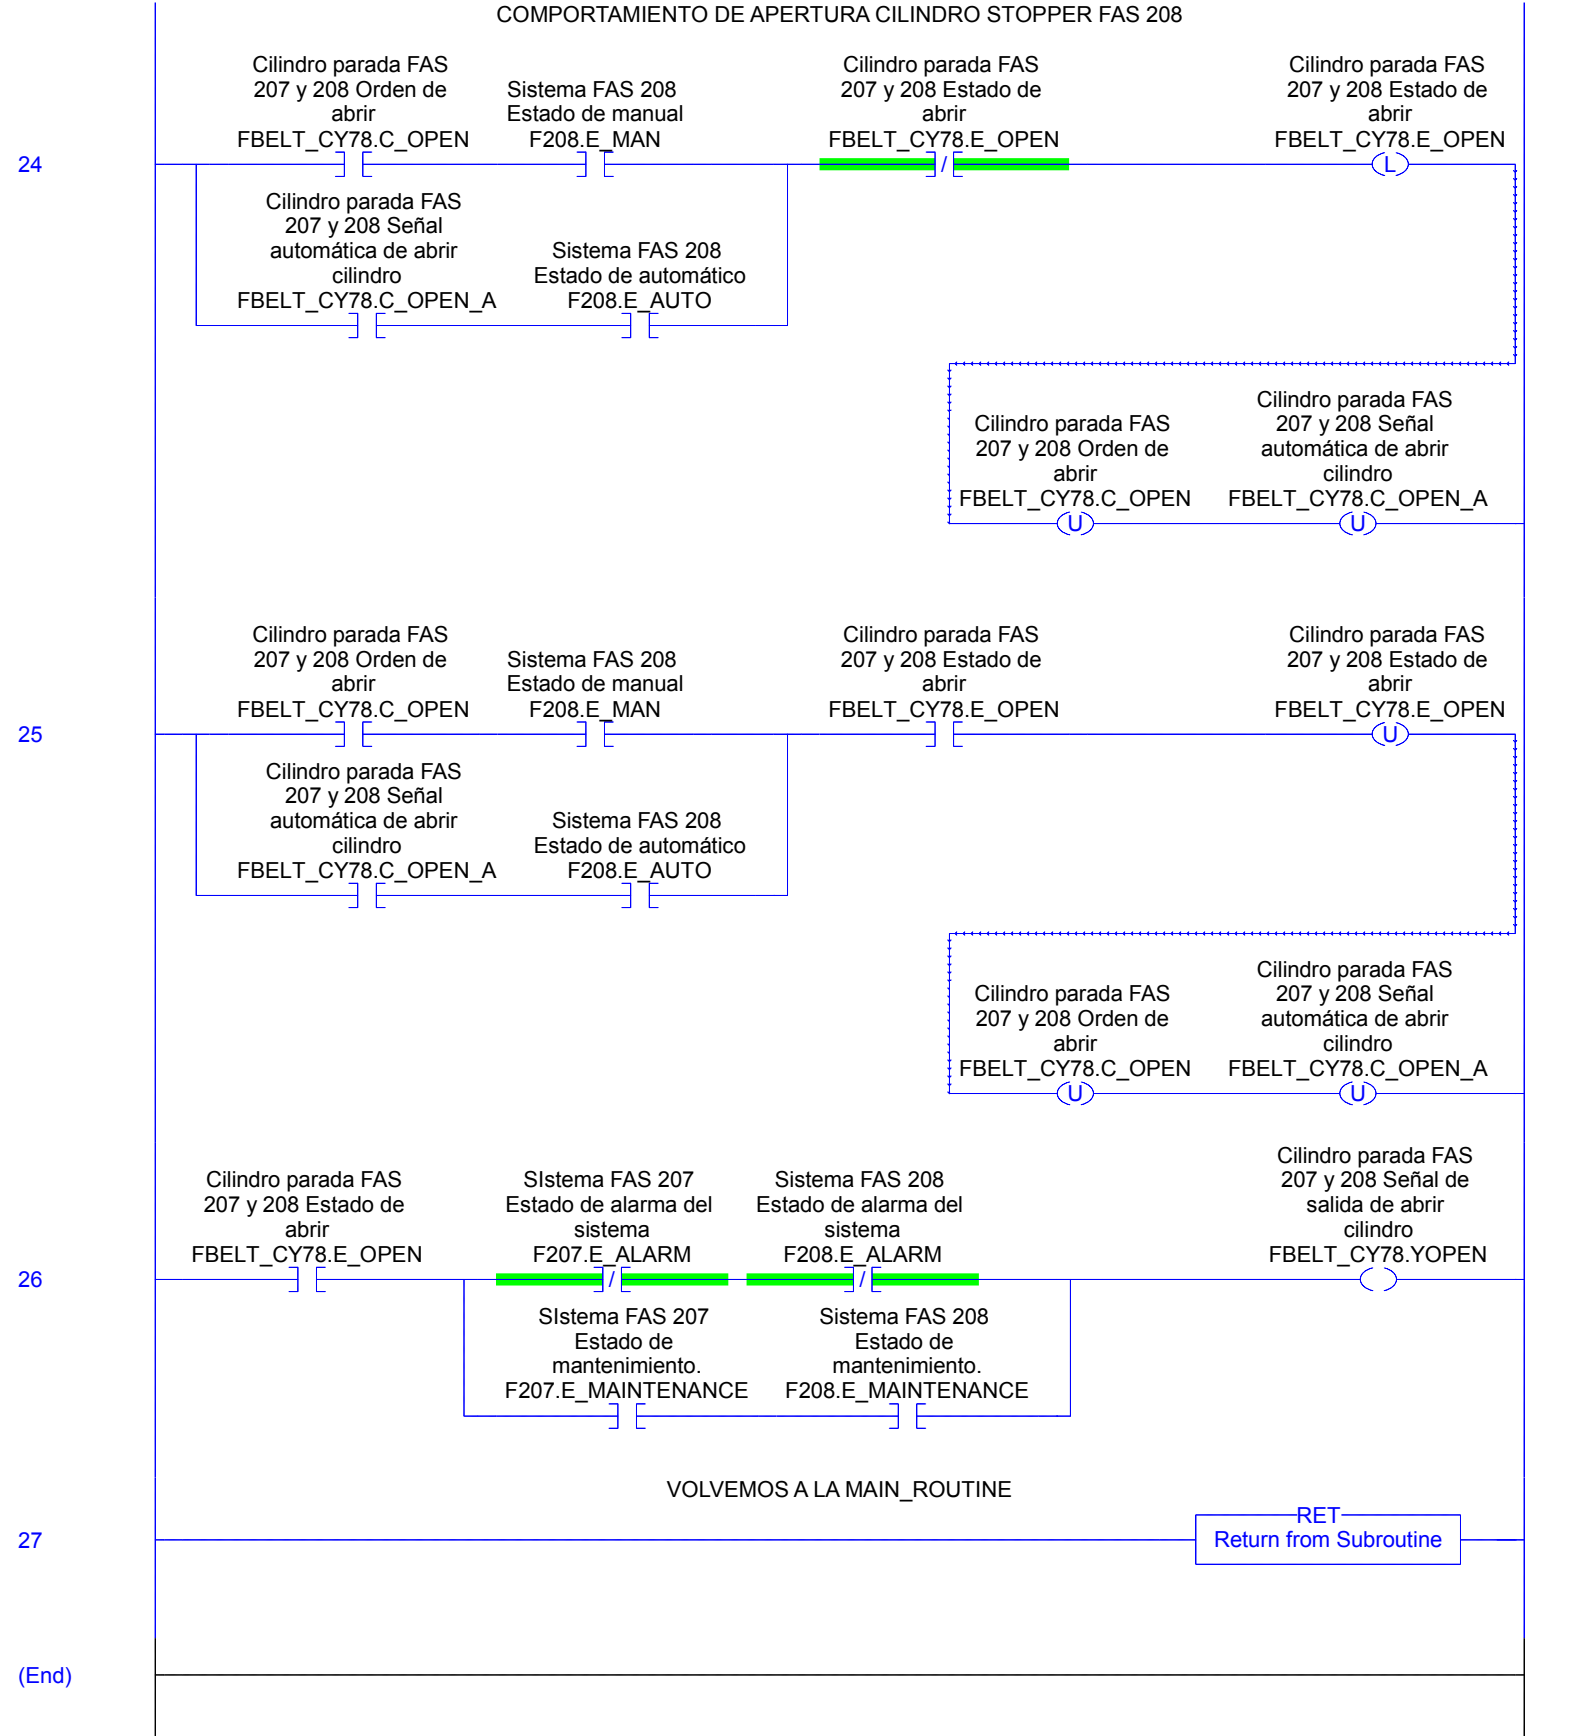 COMPORTAMIENTO DE APERTURA CILINDRO STOPPER FAS 208
Cilindro parada FAS
207 y 208 Orden de
abrir
FBELT_CY78.C_OPEN
Sistema FAS 208
Estado de manual
F208.E_MAN
Cilindro parada FAS
207 y 208 Estado de
abrir
FBELT_CY78.E_OPEN
/
Cilindro parada FAS
207 y 208 Estado de
abrir
FBELT_CY78.E_OPEN
L
24
Cilindro parada FAS
207 y 208 Señal
automática de abrir
cilindro
FBELT_CY78.C_OPEN_A
Sistema FAS 208
Estado de automático
F208.E_AUTO
Cilindro parada FAS
207 y 208 Orden de
abrir
FBELT_CY78.C_OPEN
U
Cilindro parada FAS
207 y 208 Señal
automática de abrir
cilindro
FBELT_CY78.C_OPEN_A
U
Cilindro parada FAS
207 y 208 Orden de
abrir
FBELT_CY78.C_OPEN
Sistema FAS 208
Estado de manual
F208.E_MAN
Cilindro parada FAS
207 y 208 Estado de
abrir
FBELT_CY78.E_OPEN
Cilindro parada FAS
207 y 208 Estado de
abrir
FBELT_CY78.E_OPEN
U
25
Cilindro parada FAS
207 y 208 Señal
automática de abrir
cilindro
FBELT_CY78.C_OPEN_A
Sistema FAS 208
Estado de automático
F208.E_AUTO
Cilindro parada FAS
207 y 208 Orden de
abrir
FBELT_CY78.C_OPEN
U
Cilindro parada FAS
207 y 208 Señal
automática de abrir
cilindro
FBELT_CY78.C_OPEN_A
U
Cilindro parada FAS
207 y 208 Estado de
abrir
FBELT_CY78.E_OPEN
SIstema FAS 207
Estado de alarma del
sistema
F207.E_ALARM
/
Sistema FAS 208
Estado de alarma del
sistema
F208.E_ALARM
/
Cilindro parada FAS
207 y 208 Señal de
salida de abrir
cilindro
FBELT_CY78.YOPEN
26
SIstema FAS 207
Estado de
mantenimiento.
F207.E_MAINTENANCE
Sistema FAS 208
Estado de
mantenimiento.
F208.E_MAINTENANCE
VOLVEMOS A LA MAIN_ROUTINE
RET
Return from Subroutine
27
(End)